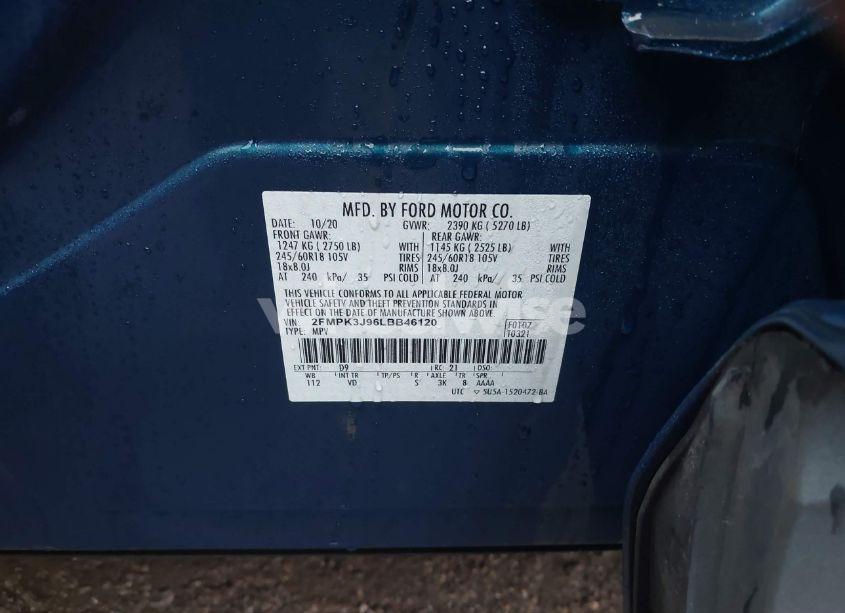 MFD. BY FORD MOTOR CO.
DATE: 10/20 GVWR: 2390 KG ( 5270 LB)
FRONT GAWR: REAR GAWR:
1247 KG ( 2750 LB) WITH 1145 KG ( 2525 LB) WITH
245/60R18 105V TIRES 245/60R18 105V TIRES
18x8.0J RIMS 18x8.0J RIMS
AT 240 kPa/ 35 PSI COLD AT 240 kPa/ 35 PSI COLD
THIS VEHICLE CONFORMS TO ALL APPLICABLE FEDERAL MOTOR
VEHICLE SAFETY AND THEFT PREVENTION STANDARDS IN
EFFECT ON THE DATE OF MANUFACTURE SHOWN ABOVE.
VIN: 2FMPK3J96LBB46120 F0107
TYPE: MPV T0321
EXT PNT: D9 RC: 21 DSO:
WB INT TR TP/PS R AXLE TR SPR
112 VD S 3K 8 AAAA
UTC ▽ 5U5A-1520472-BA